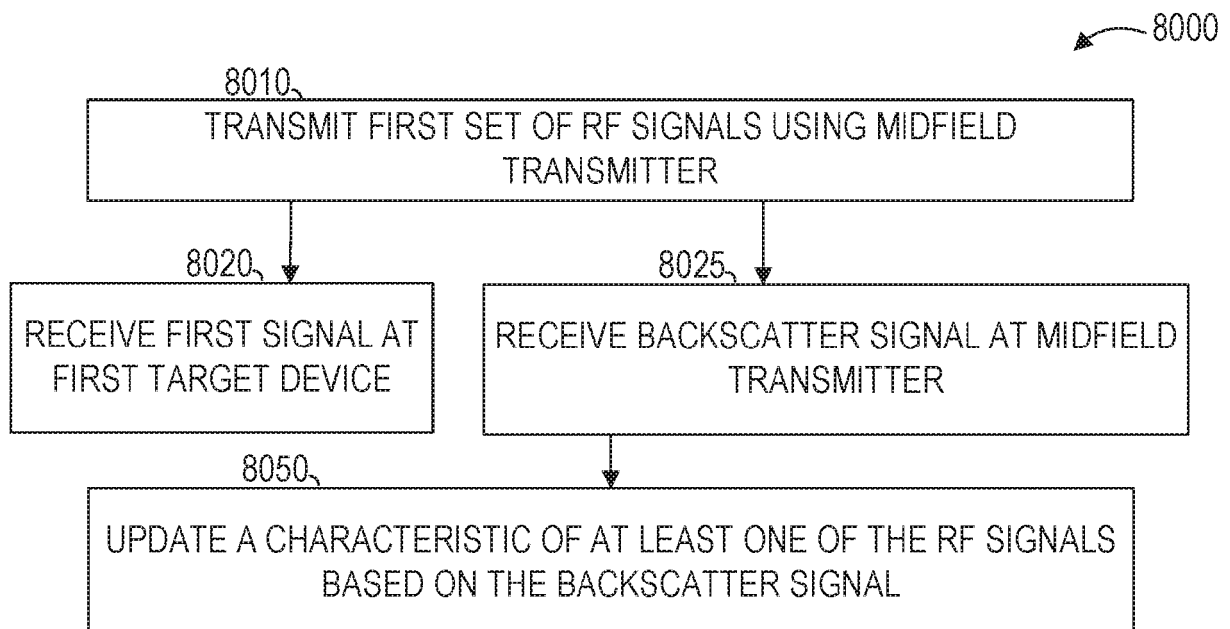 8000
8010
TRANSMIT FIRST SET OF RF SIGNALS USING MIDFIELD
TRANSMITTER
8020
RECEIVE FIRST SIGNAL AT
FIRST TARGET DEVICE
8025
RECEIVE BACKSCATTER SIGNAL AT MIDFIELD
TRANSMITTER
8050
UPDATE A CHARACTERISTIC OF AT LEAST ONE OF THE RF SIGNALS
BASED ON THE BACKSCATTER SIGNAL